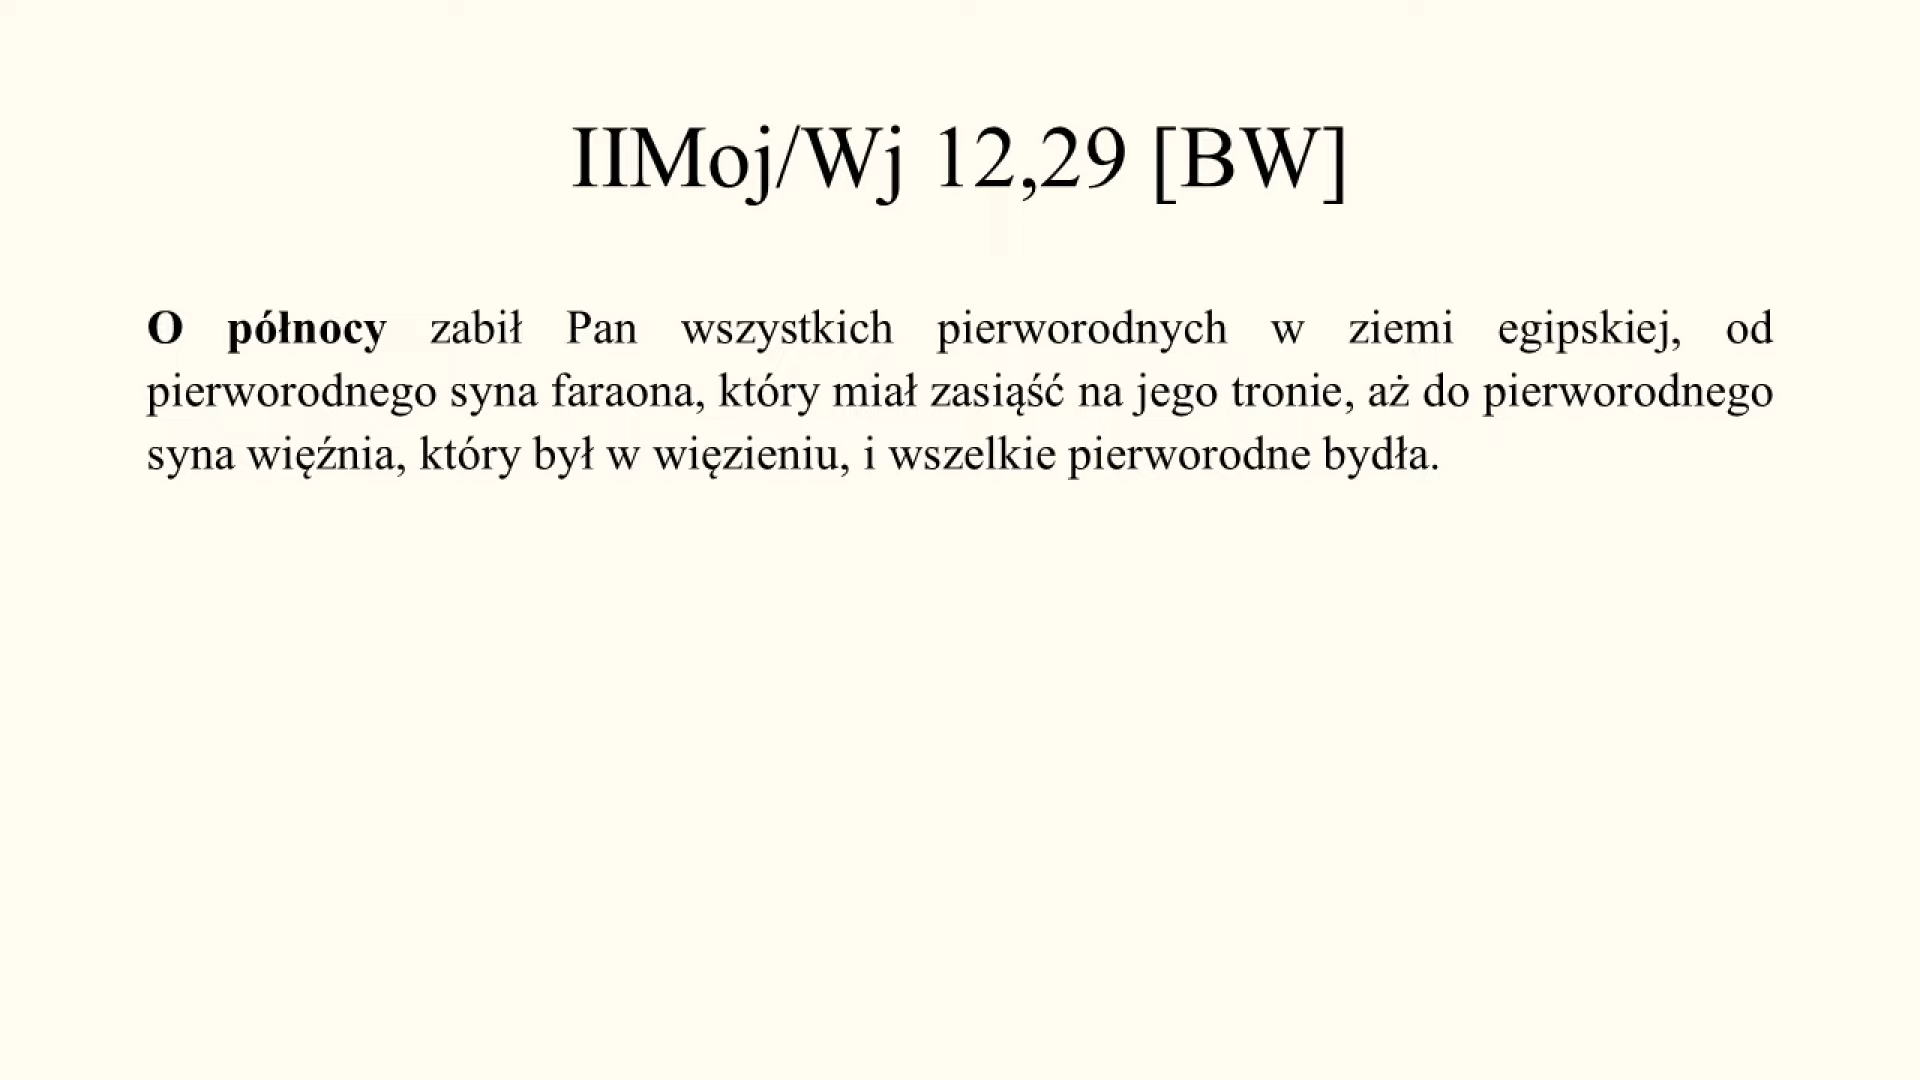 IIMoj/Wj 12,29 [BW]
O północy zabił Pan wszystkich pierworodnych w ziemi egipskiej, od
pierworodnego syna faraona, który miał zasiąść na jego tronie, aż do pierworodnego
syna więźnia, który był w więzieniu, i wszelkie pierworodne bydła.